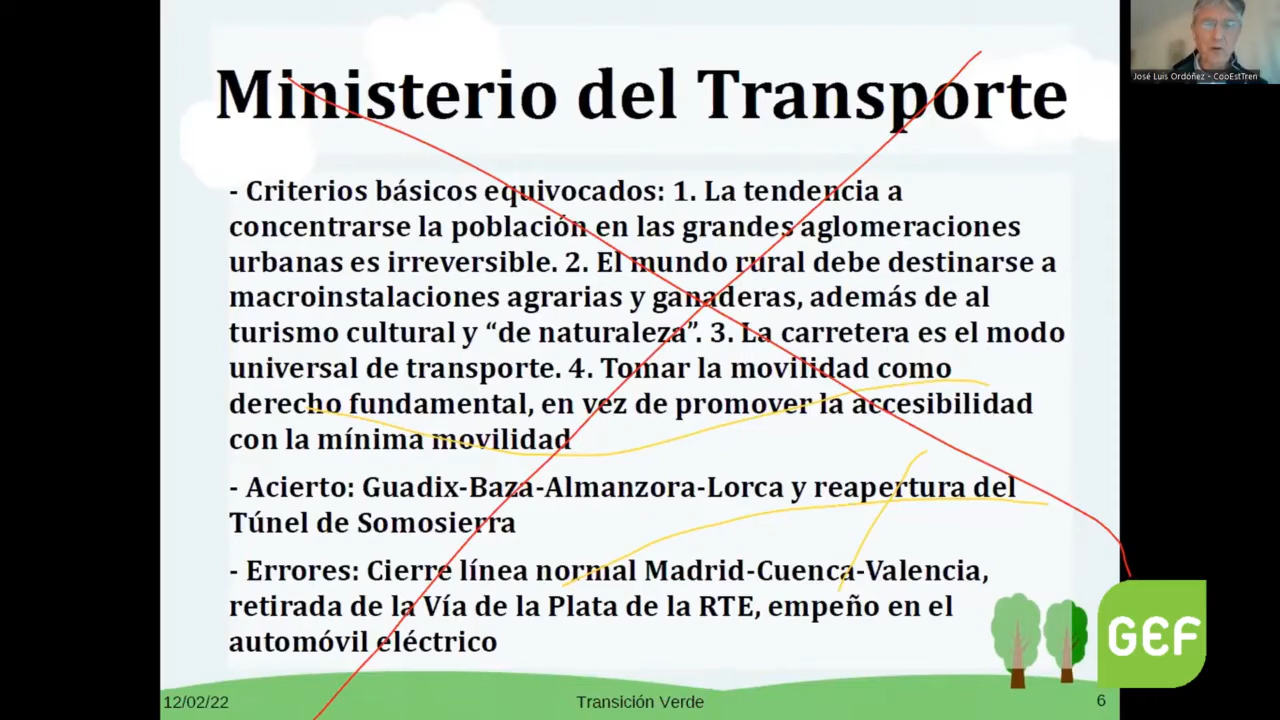 Ministerio del Transporte
José Luis Ordóñez - CooEstTren
- Criterios básicos equivocados: 1. La tendencia a
concentrarse la población en las grandes aglomeraciones
urbanas es irreversible. 2. El mundo rural debe destinarse a
macroinstalaciones agrarias y ganaderas, además de al
turismo cultural y “de naturaleza”. 3. La carretera es el modo
universal de transporte. 4. Tomar la movilidad como
derecho fundamental, en vez de promover la accesibilidad
con la mínima movilidad
- Acierto: Guadix-Baza-Almanzora-Lorca y reapertura del
Túnel de Somosierra
- Errores: Cierre línea normal Madrid-Cuenca-Valencia,
retirada de la Vía de la Plata de la RTE, empeño en el
automóvil eléctrico
GEF
12/02/22
Transición Verde
6